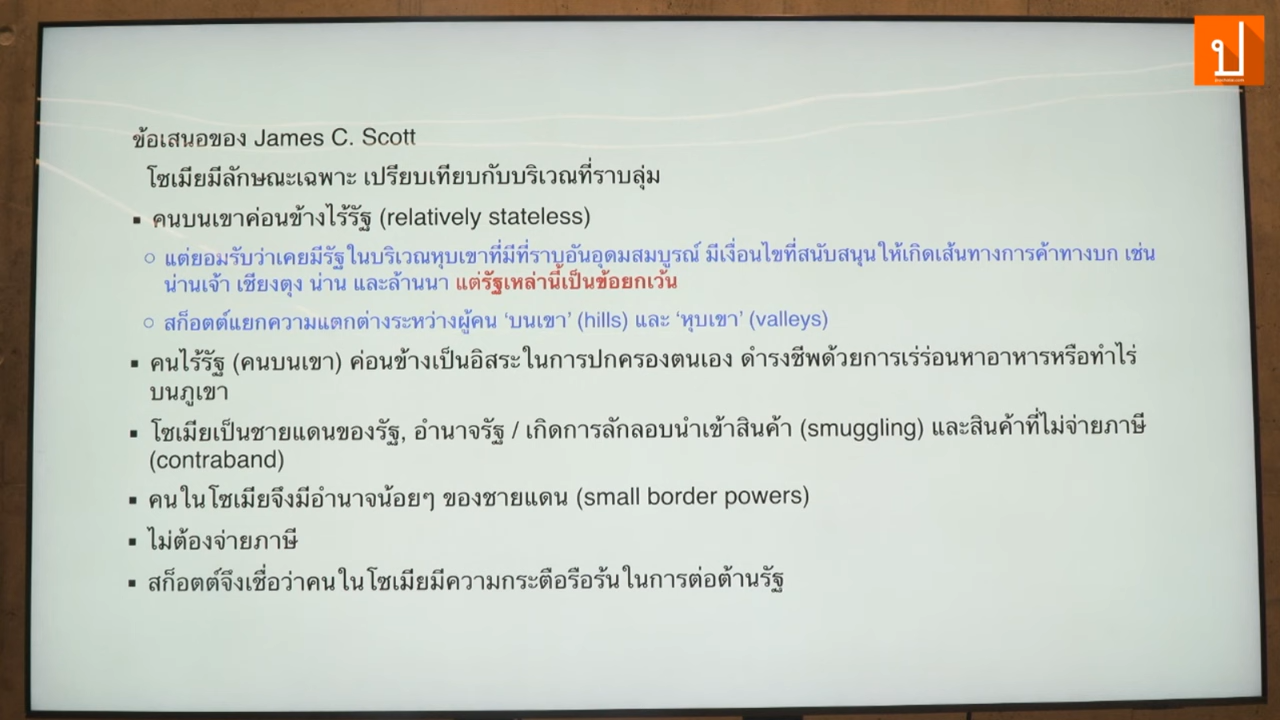 ป
ข้อเสนอของ James C. Scott
โซเมียมีลักษณะเฉพาะ เปรียบเทียบกับบริเวณที่ราบลุ่ม
▪ คนบนเขาค่อนข้างไร้รัฐ (relatively stateless)
○ แต่ยอมรับว่าเคยมีรัฐในบริเวณหุบเขาที่มีที่ราบอันอุดมสมบูรณ์ มีเงื่อนไขที่สนับสนุนให้เกิดเส้นทางการค้าทางบก เช่น
น่านเจ้า เชียงตุง น่าน และล้านนา แต่รัฐเหล่านี้เป็นข้อยกเว้น
○ สก็อตต์แยกความแตกต่างระหว่างผู้คน ‘บนเขา’ (hills) และ ‘หุบเขา’ (valleys)
▪ คนไร้รัฐ (คนบนเขา) ค่อนข้างเป็นอิสระในการปกครองตนเอง ดำรงชีพด้วยการเร่ร่อนหาอาหารหรือทำไร่
บนภูเขา
▪ โซเมียเป็นชายแดนของรัฐ, อำนาจรัฐ / เกิดการลักลอบนำเข้าสินค้า (smuggling) และสินค้าที่ไม่จ่ายภาษี
(contraband)
▪ คนในโซเมียจึงมีอำนาจน้อยๆ ของชายแดน (small border powers)
▪ ไม่ต้องจ่ายภาษี
▪ สก็อตต์จึงเชื่อว่าคนในโซเมียมีความกระตือรือร้นในการต่อต้านรัฐ